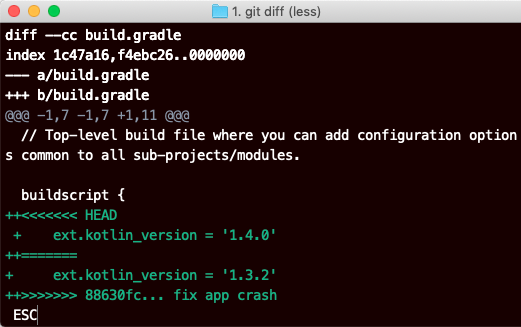 1. git diff (less)
diff --cc build.gradle
index 1c47a16,f4ebc26..0000000
--- a/build.gradle
+++ b/build.gradle
@@@ -1,7 -1,7 +1,11 @@@
  // Top-level build file where you can add configuration option
s common to all sub-projects/modules.
  buildscript {
++<<<<<<< HEAD
 +    ext.kotlin_version = '1.4.0'
++=======
+     ext.kotlin_version = '1.3.2'
++>>>>>>> 88630fc... fix app crash
 ESC